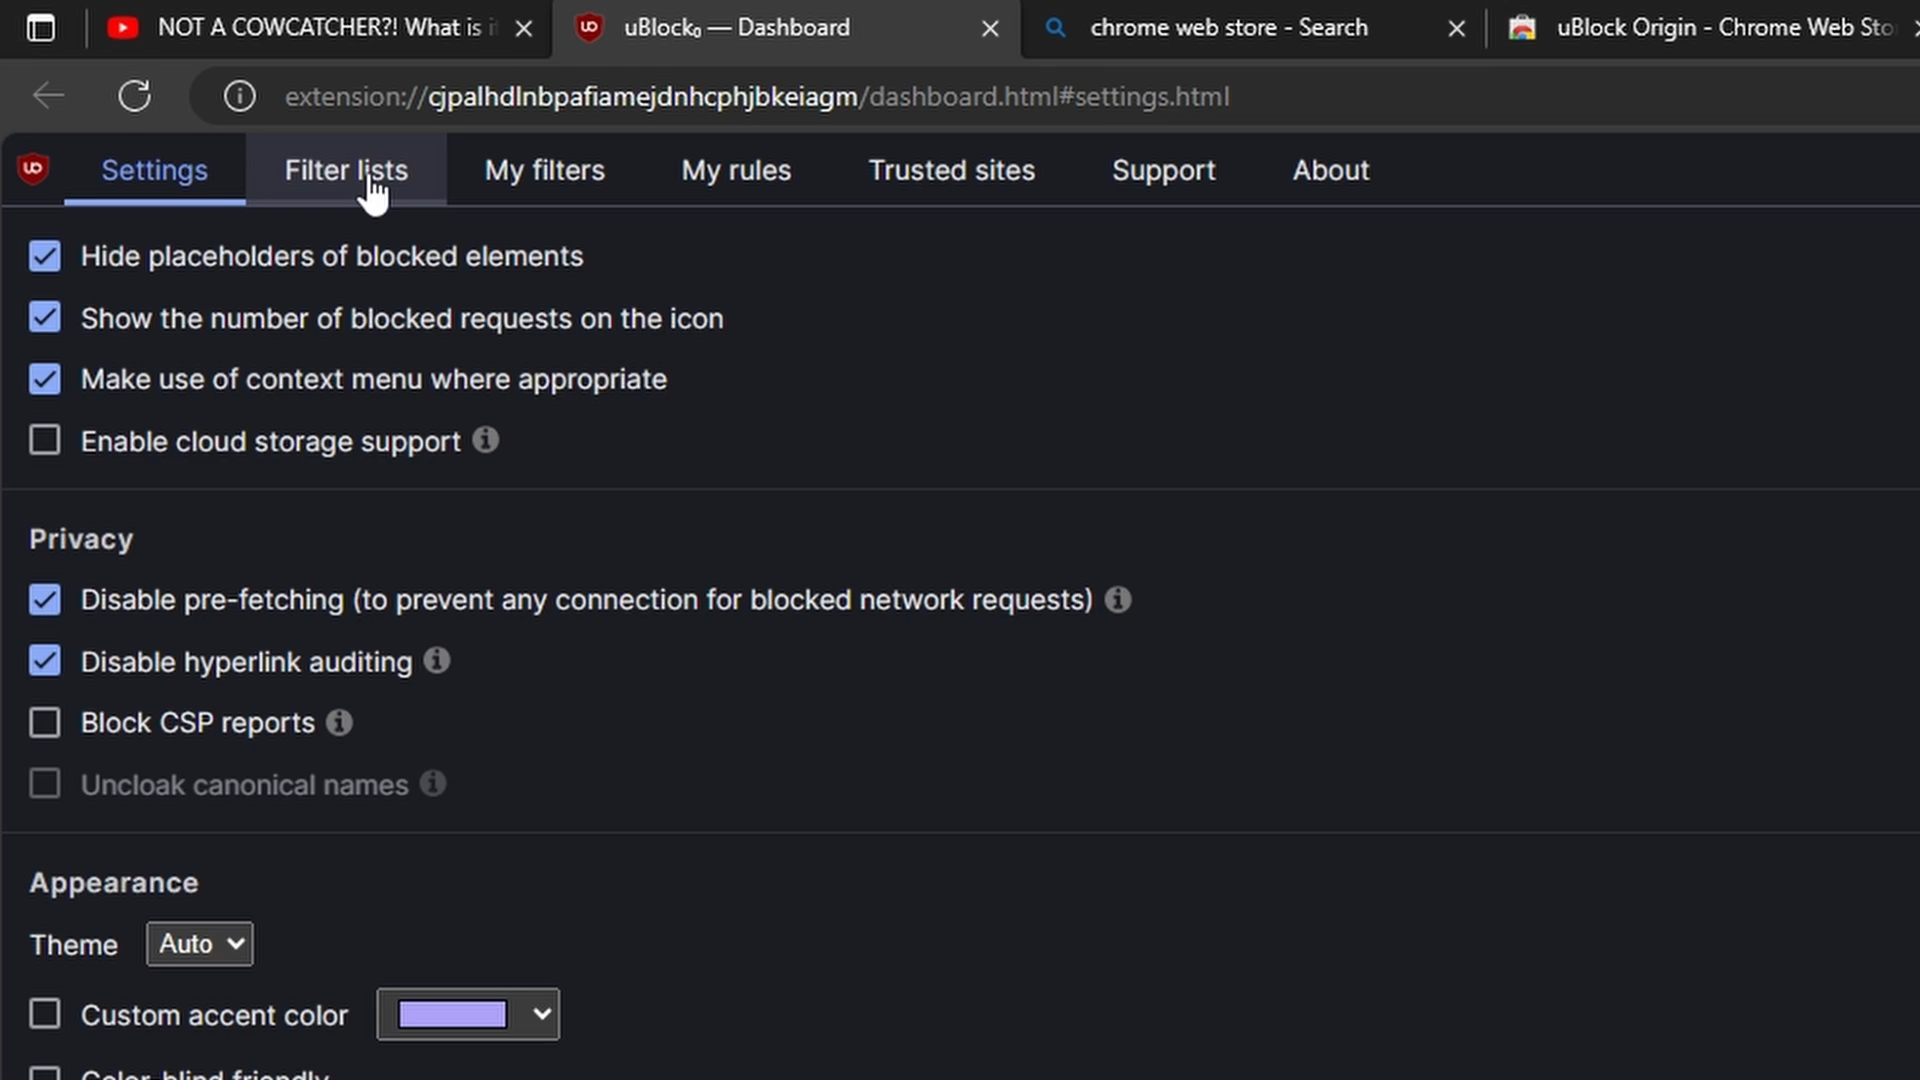 NOT A COWCATCHER?! What is i
uBlock₀ — Dashboard
chrome web store - Search
uBlock Origin - Chrome Web Sto
extension://cjpalhdlnbpafiamejdnhcphjbkeiagm/dashboard.html#settings.html
Settings
Filter lists
My filters
My rules
Trusted sites
Support
About
Hide placeholders of blocked elements
Show the number of blocked requests on the icon
Make use of context menu where appropriate
Enable cloud storage support
Privacy
Disable pre-fetching (to prevent any connection for blocked network requests)
Disable hyperlink auditing
Block CSP reports
Uncloak canonical names
Appearance
Theme Auto
Custom accent color
Color-blind friendly